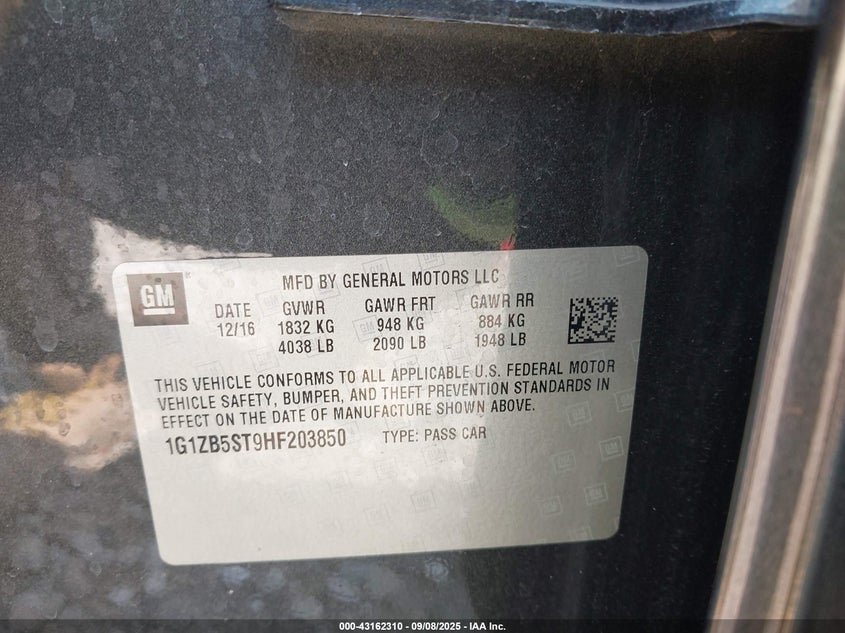 GM
MFD BY GENERAL MOTORS LLC
DATE GVWR GAWR FRT GAWR RR
12/16 1832 KG 948 KG 884 KG
4038 LB 2090 LB 1948 LB
THIS VEHICLE CONFORMS TO ALL APPLICABLE U.S. FEDERAL MOTOR
VEHICLE SAFETY, BUMPER, AND THEFT PREVENTION STANDARDS IN
EFFECT ON THE DATE OF MANUFACTURE SHOWN ABOVE.
1G1ZB5ST9HF203850 TYPE: PASS CAR
000-43162310 - 09/08/2025 - IAA Inc.